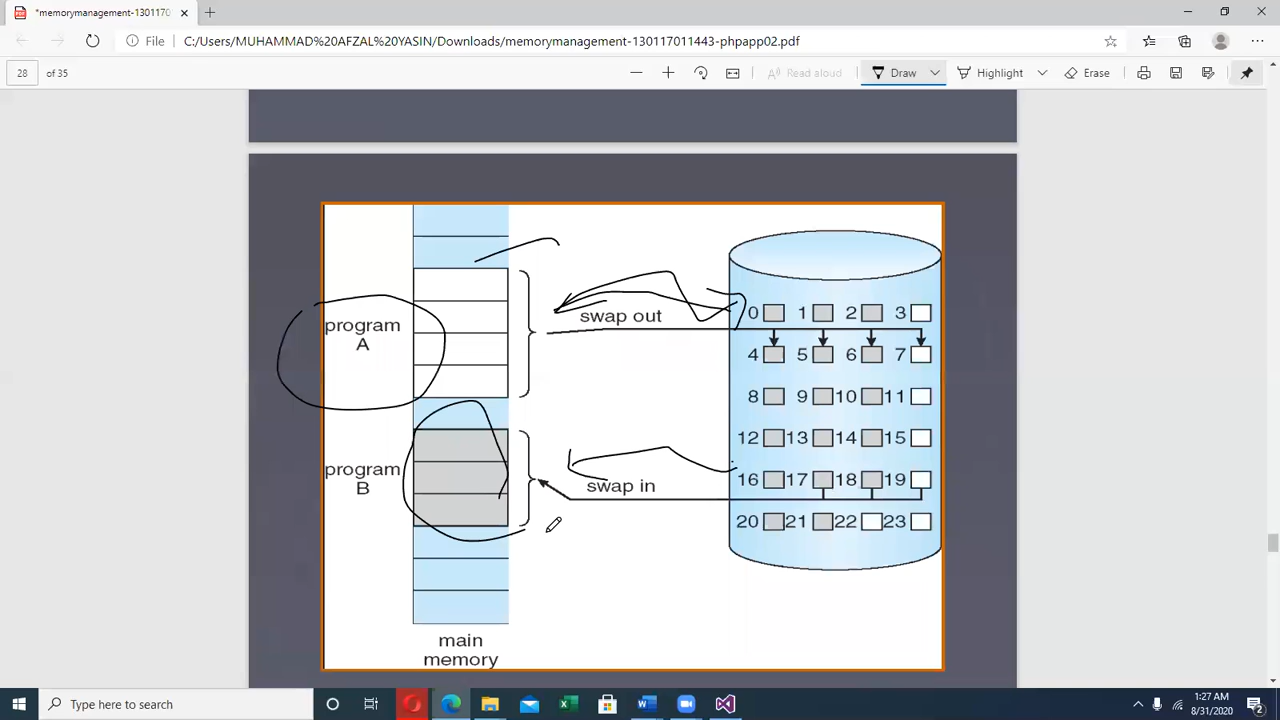 *memorymanagement-1301170
File
C:/Users/MUHAMMAD%20AFZAL%20YASIN/Downloads/memorymanagement-130117011443-phpapp02.pdf
28 of 35
Read aloud
Draw
Highlight
Erase
program
A
swap out
0 1 2 3
4 5 6 7
8 9 10 11
12 13 14 15
program
B
swap in
16 17 18 19
20 21 22 23
main
memory
Type here to search
1:27 AM
8/31/2020
2